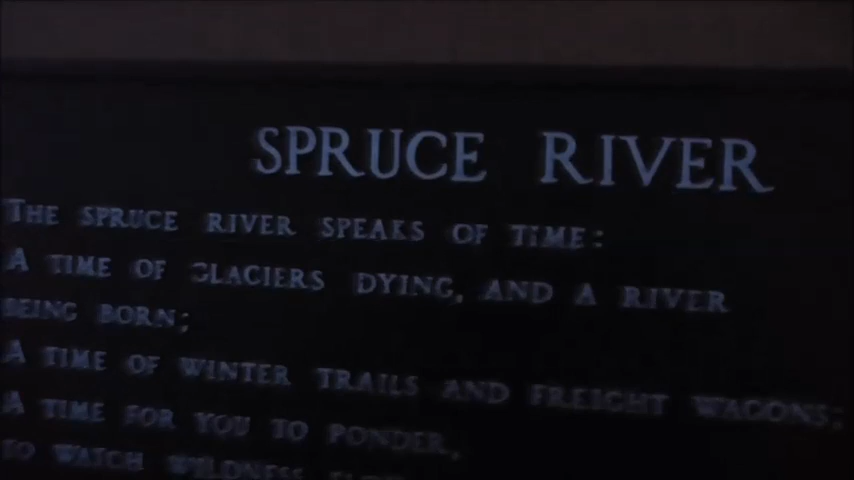 SPRUCE RIVER
THE SPRUCE RIVER SPEAKS OF TIME:
A TIME OF GLACIERS DYING, AND A RIVER
BEING BORN;
A TIME OF WINTER TRAILS AND FREIGHT WAGONS;
A TIME FOR YOU TO PONDER,
TO WATCH WILDNESS